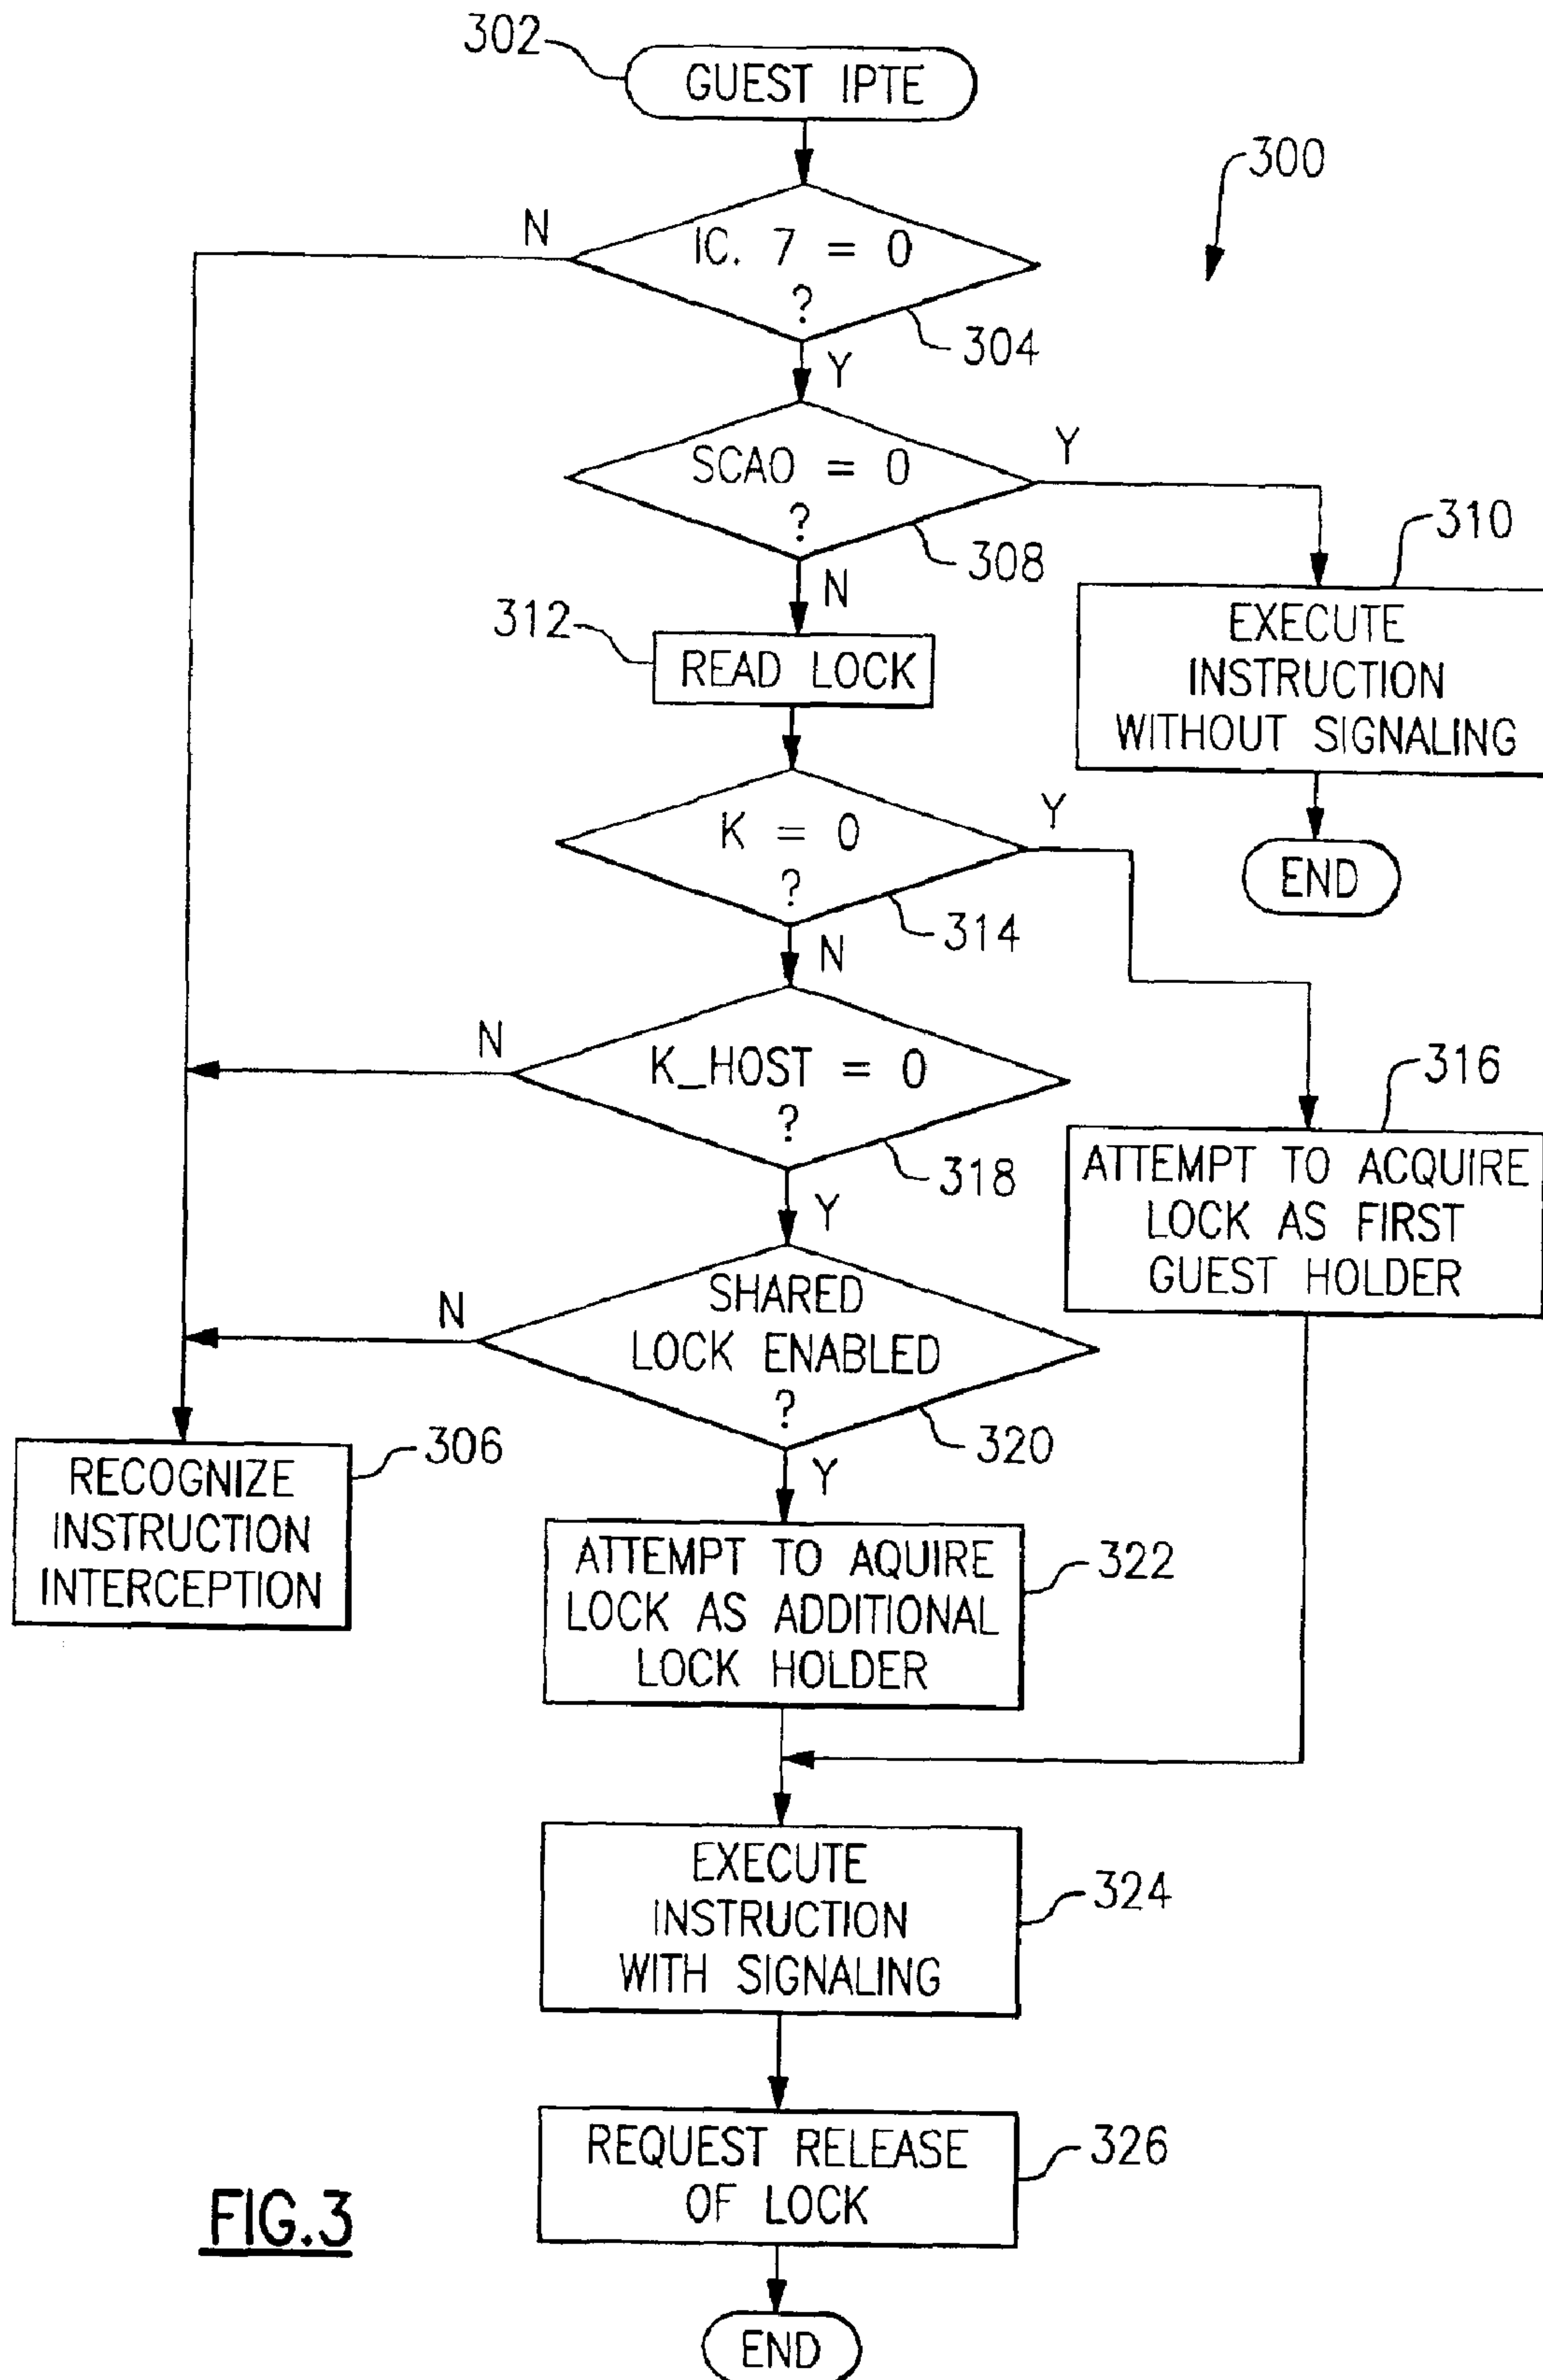 302
GUEST IPTE
300
N
IC. 7 = 0
?
304
Y
SCAO = 0
?
Y
308
N
310
EXECUTE
INSTRUCTION
WITHOUT SIGNALING
END
312
READ LOCK
K = 0
?
Y
314
N
316
ATTEMPT TO ACQUIRE
LOCK AS FIRST
GUEST HOLDER
N
K_HOST = 0
?
318
Y
N
SHARED
LOCK ENABLED
?
320
Y
306
RECOGNIZE
INSTRUCTION
INTERCEPTION
ATTEMPT TO AQUIRE
LOCK AS ADDITIONAL
LOCK HOLDER
322
EXECUTE
INSTRUCTION
WITH SIGNALING
324
REQUEST RELEASE
OF LOCK
326
END
FIG.3